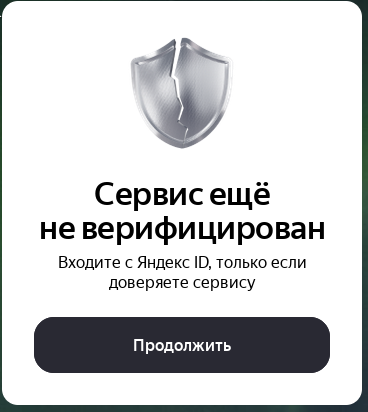 Сервис ещё
не верифицирован
Входите с Яндекс ID, только если
доверяете сервису
Продолжить